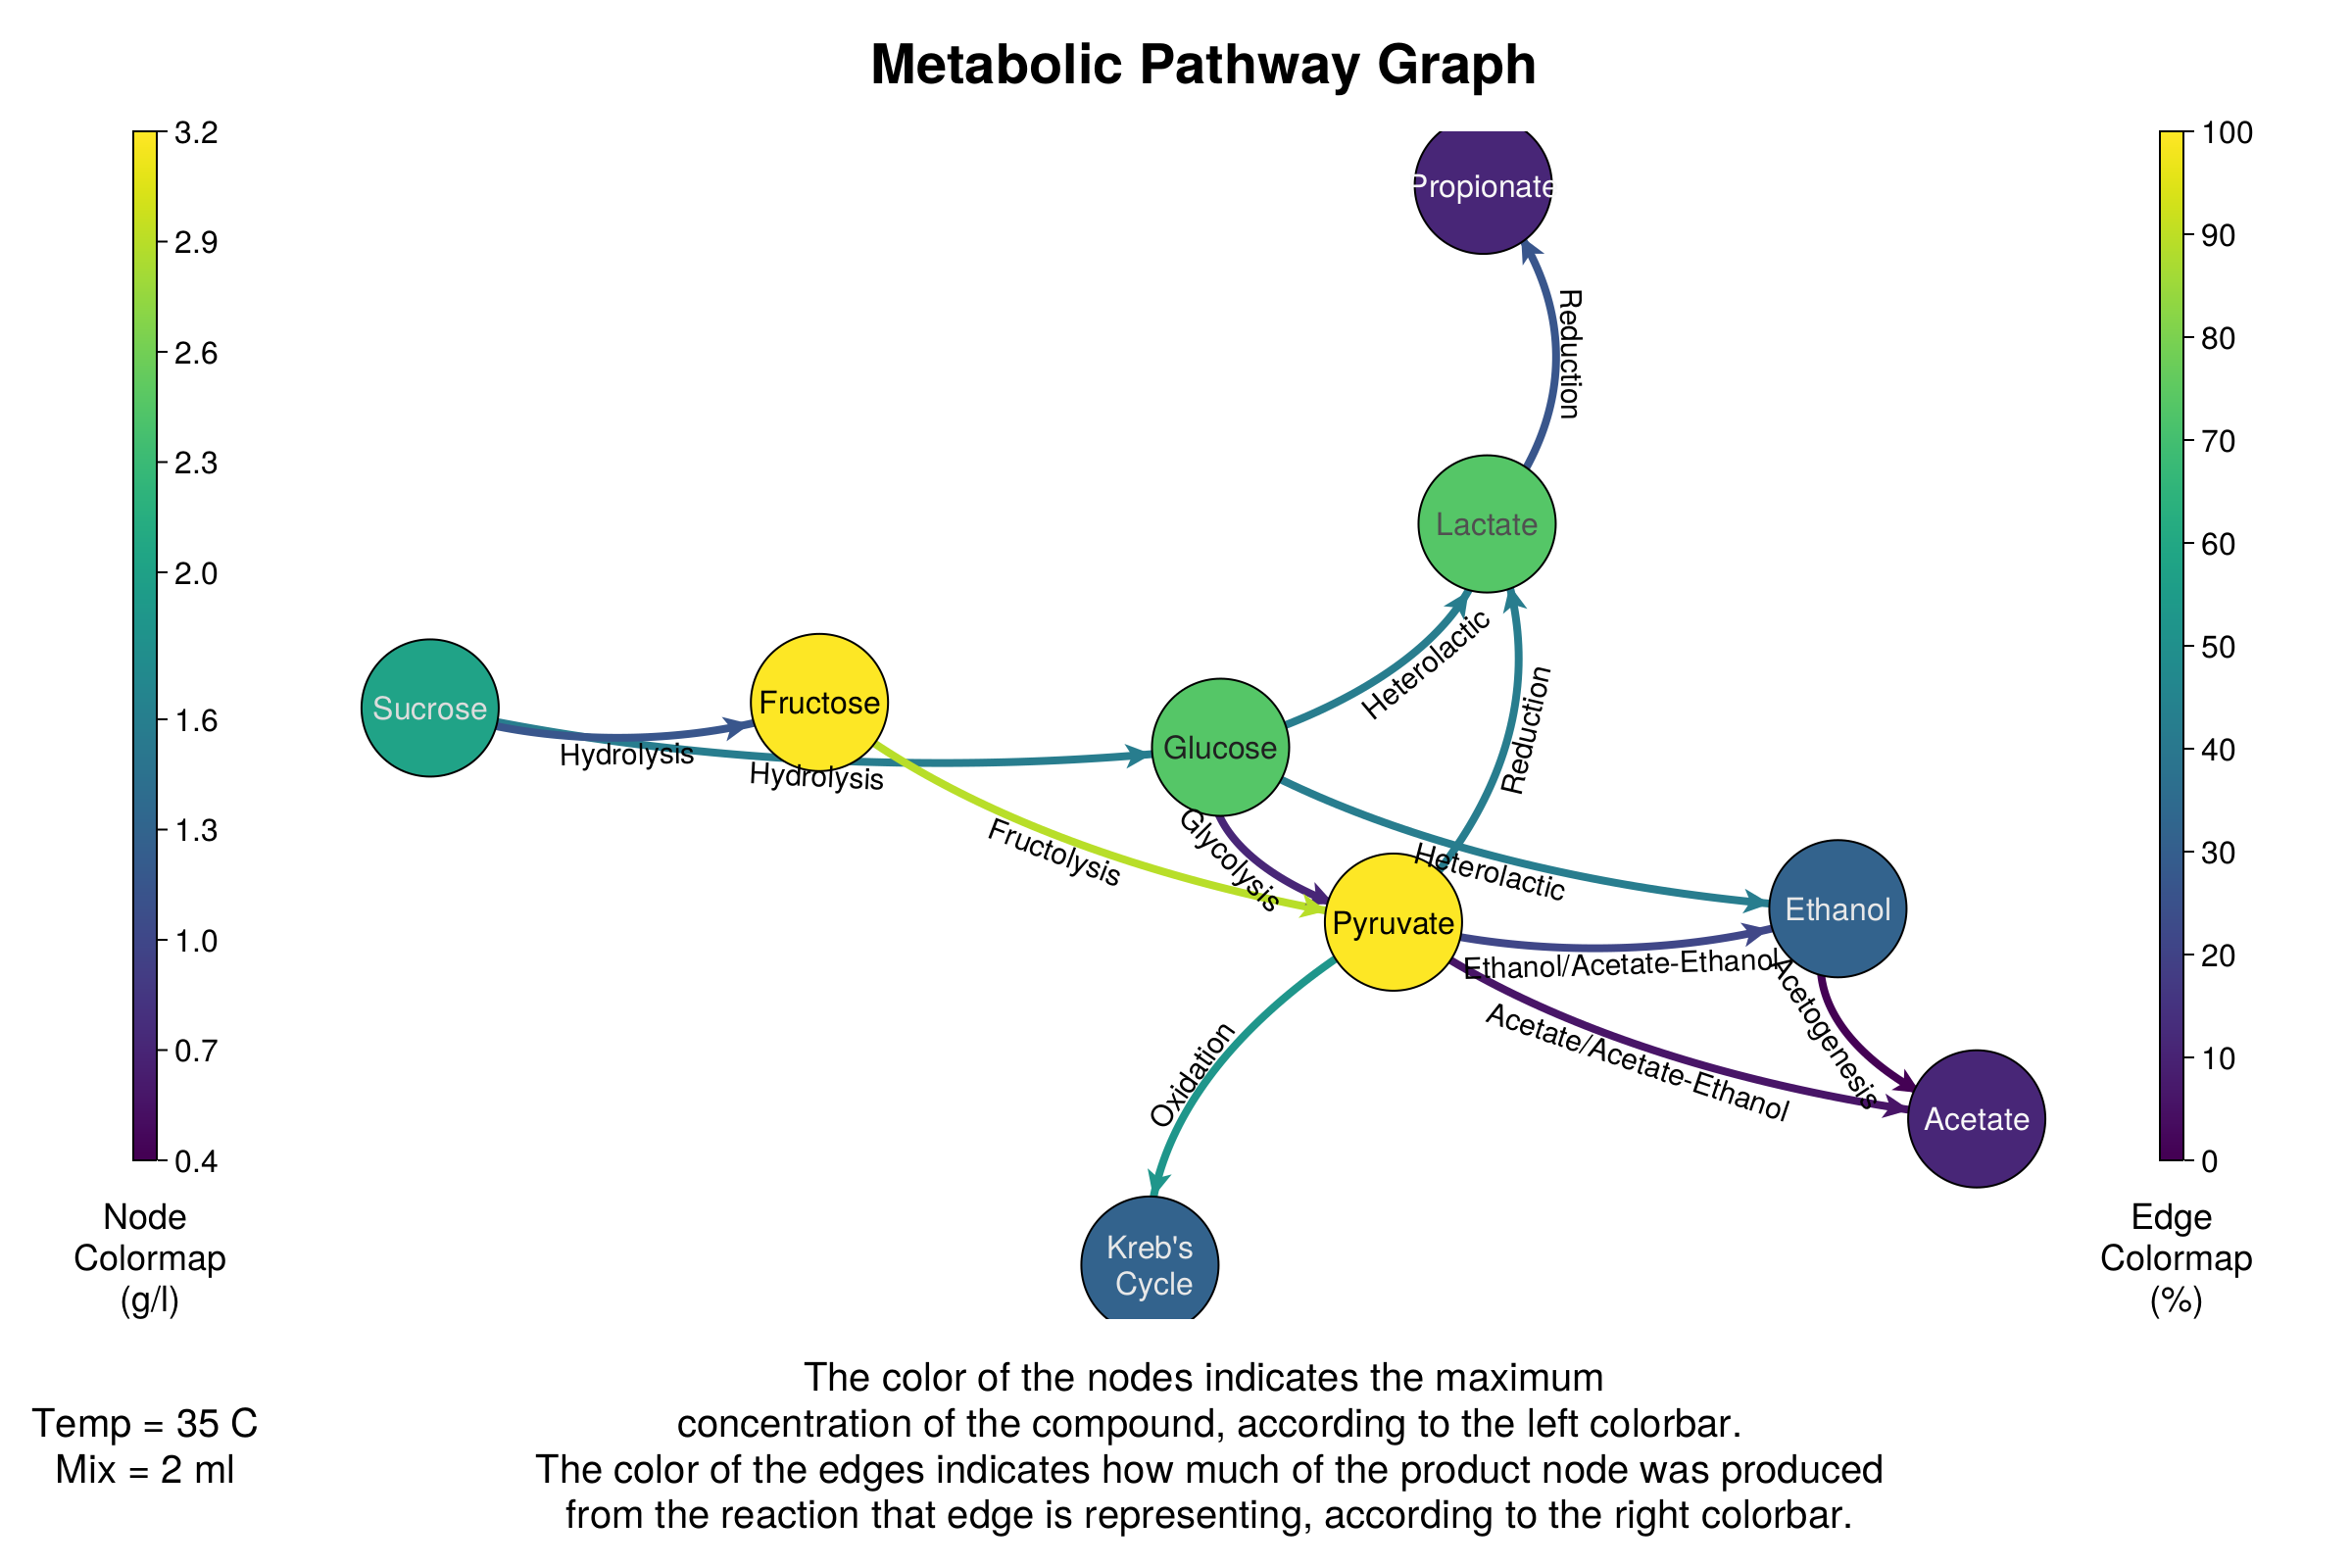 Metabolic Pathway Graph
3.2
2.9
2.6
2.3
2.0
1.6
1.3
1.0
0.7
0.4
Node
Colormap
(g/l)
Temp = 35 C
Mix = 2 ml
Propionate
Reduction
Lactate
Heterolactic
Reduction
Sucrose
Hydrolysis
Fructose
Hydrolysis
Glucose
Fructolysis
Glycolysis
Heterolactic
Pyruvate
Ethanol
Ethanol/Acetate-Ethanol
Acetate/Acetate-Ethanol
Acetogenesis
Acetate
Oxidation
Kreb's
Cycle
100
90
80
70
60
50
40
30
20
10
0
Edge
Colormap
(%)
The color of the nodes indicates the maximum
concentration of the compound, according to the left colorbar.
The color of the edges indicates how much of the product node was produced
from the reaction that edge is representing, according to the right colorbar.